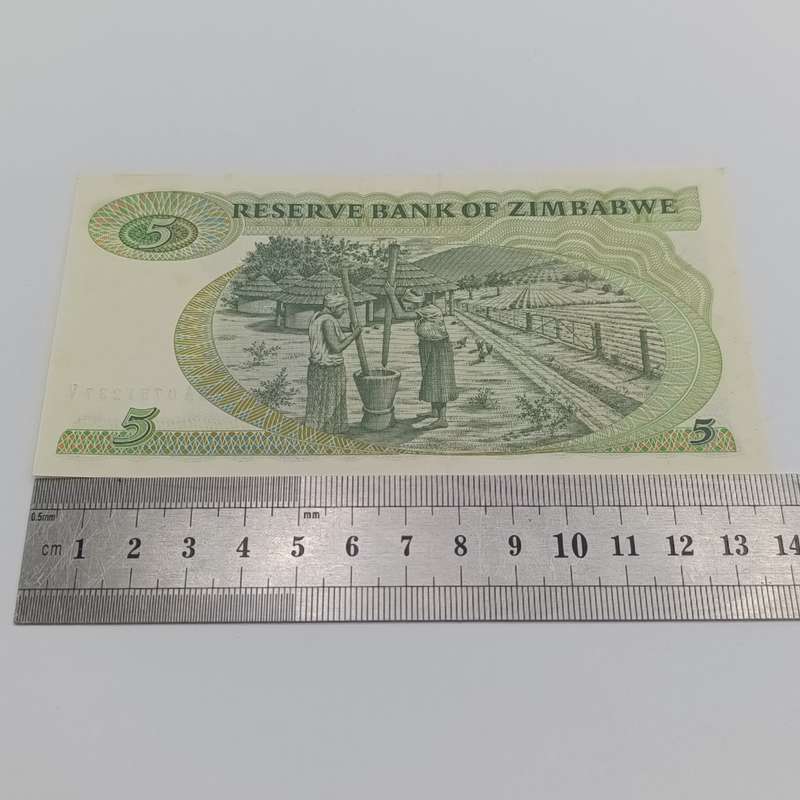 5 RESERVE BANK OF ZIMBABWE
5 5
0.5mm mm
cm 1 2 3 4 5 6 7 8 9 10 11 12 13 14